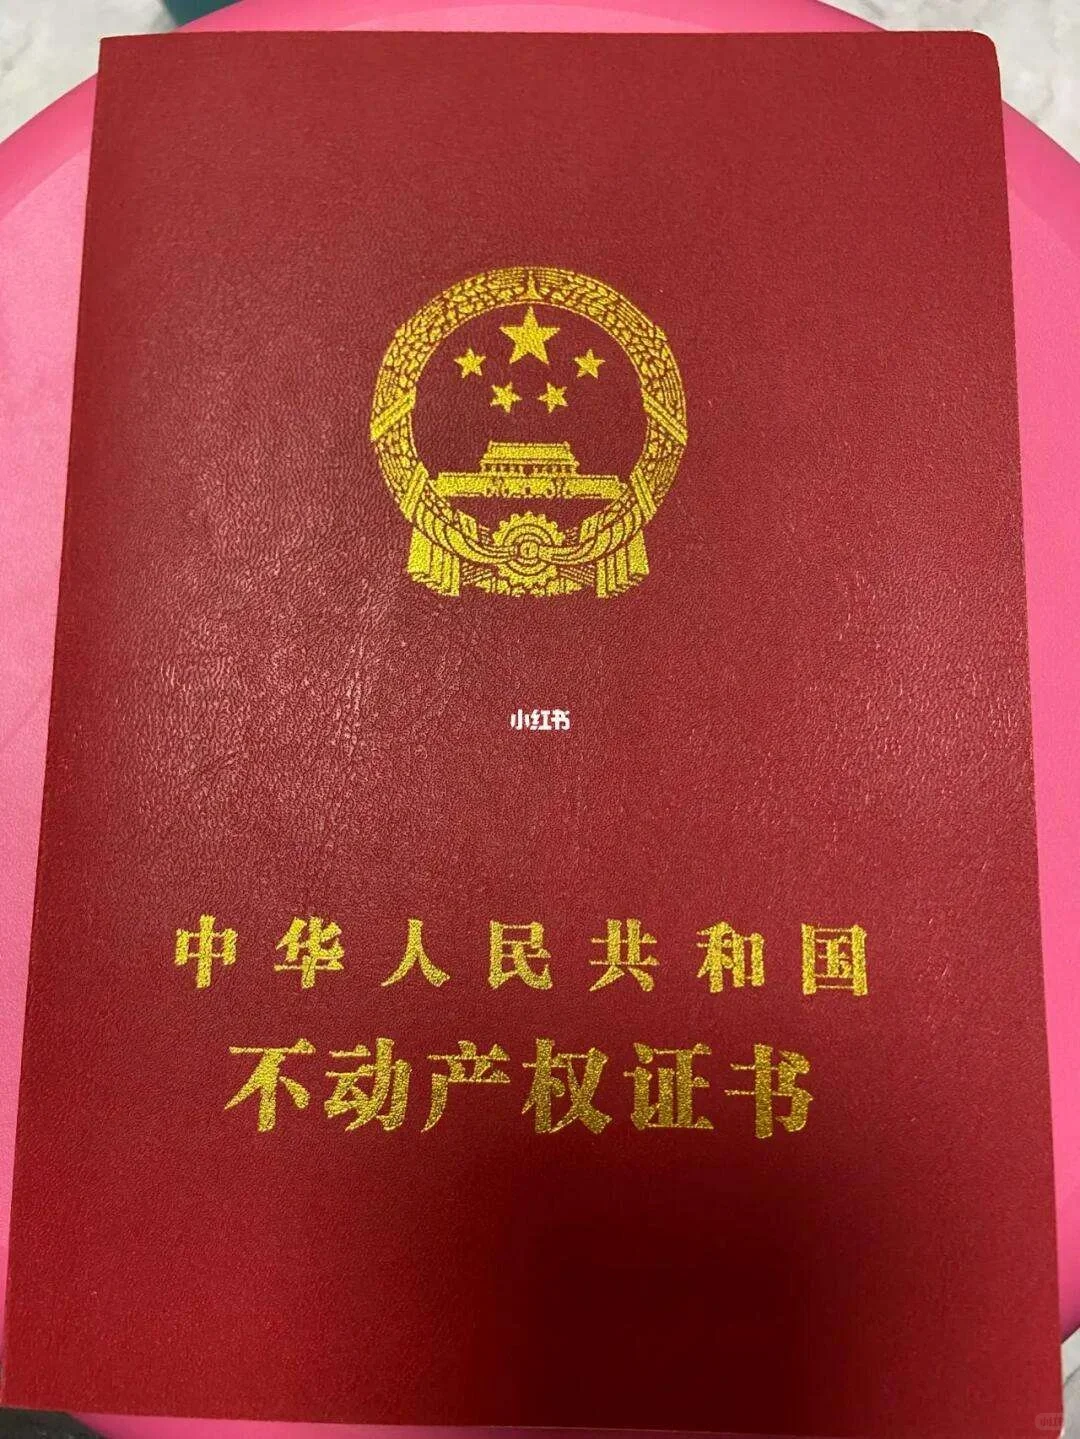 小红书
中华人民共和国
不动产权证书